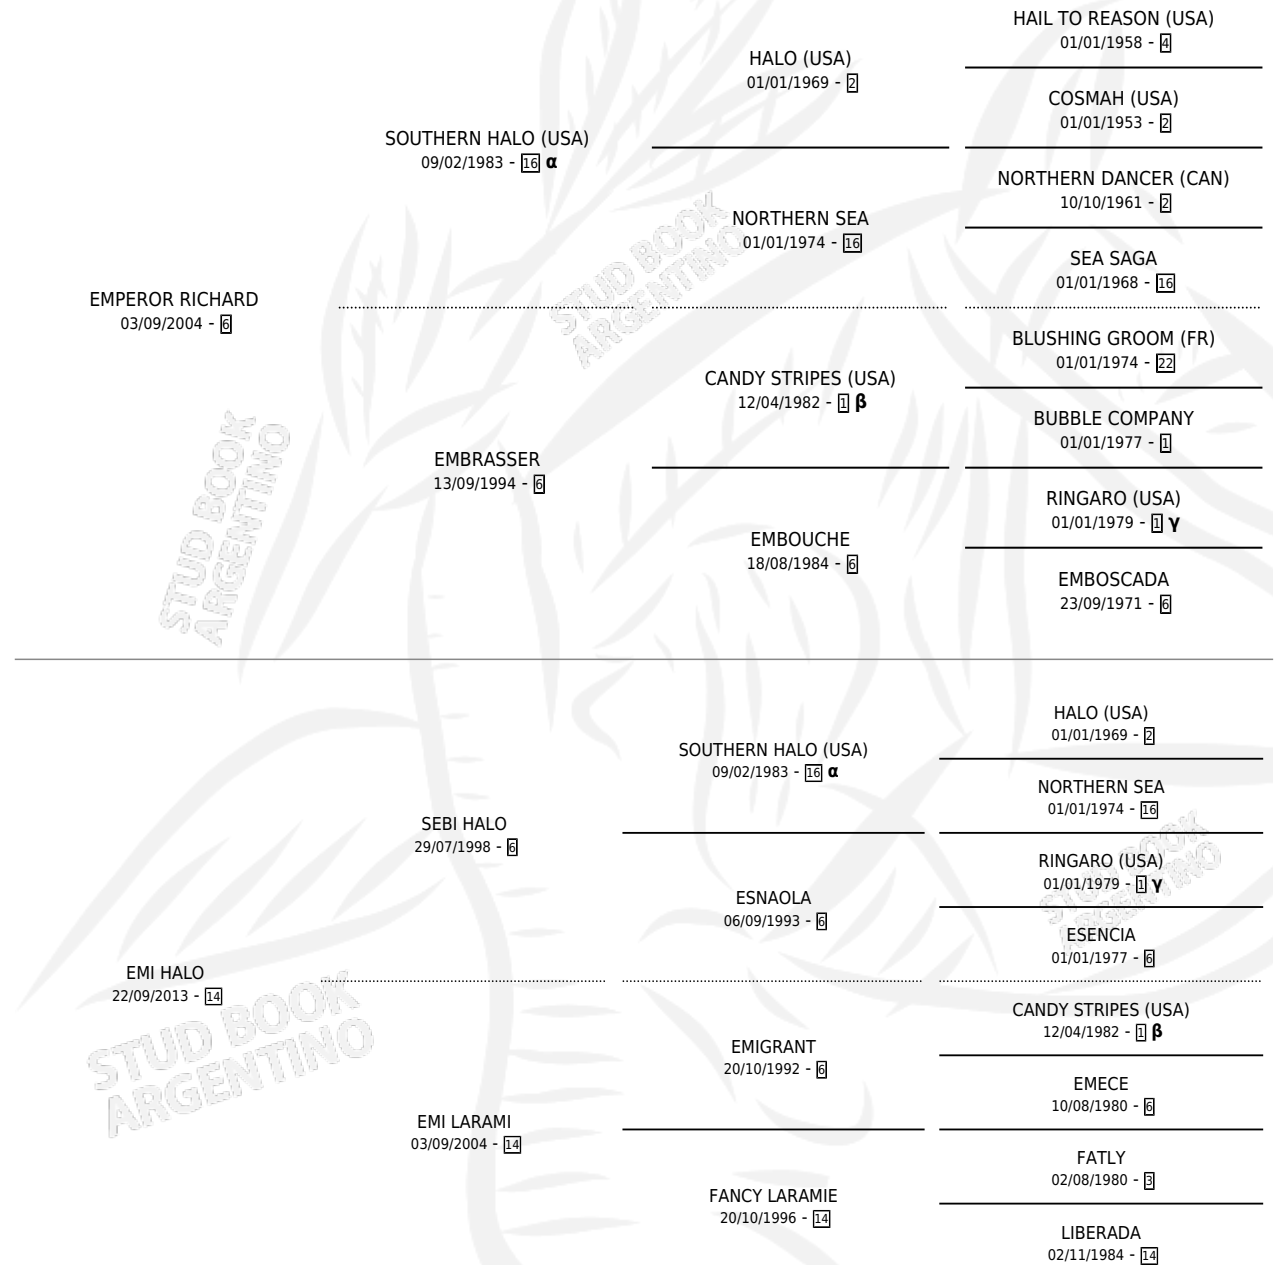 HAIL TO REASON (USA)
01/01/1958 - 4
HALO (USA)
01/01/1969 - 2
COSMAH (USA)
01/01/1953 - 2
SOUTHERN HALO (USA)
09/02/1983 - 16 α
NORTHERN DANCER (CAN)
10/10/1961 - 2
NORTHERN SEA
01/01/1974 - 16
SEA SAGA
01/01/1968 - 16
EMPEROR RICHARD
03/09/2004 - 6
BLUSHING GROOM (FR)
01/01/1974 - 22
CANDY STRIPES (USA)
12/04/1982 - 1 β
BUBBLE COMPANY
01/01/1977 - 1
EMBRASSER
13/09/1994 - 6
RINGARO (USA)
01/01/1979 - 1 γ
EMBOUCHE
18/08/1984 - 6
EMBOSCADA
23/09/1971 - 6
HALO (USA)
01/01/1969 - 2
SOUTHERN HALO (USA)
09/02/1983 - 16 α
NORTHERN SEA
01/01/1974 - 16
SEBI HALO
29/07/1998 - 6
RINGARO (USA)
01/01/1979 - 1 γ
ESNAOLA
06/09/1993 - 6
ESENCIA
01/01/1977 - 6
EMI HALO
22/09/2013 - 14
CANDY STRIPES (USA)
12/04/1982 - 1 β
EMIGRANT
20/10/1992 - 6
EMECE
10/08/1980 - 6
EMI LARAMI
03/09/2004 - 14
FATLY
02/08/1980 - 3
FANCY LARAMIE
20/10/1996 - 14
LIBERADA
02/11/1984 - 14
STUD BOOK
ARGENTINO
STUD BOOK
ARGENTINO
STUD BOOK
ARGENTINO
STUD BOOK
ARGENTINO